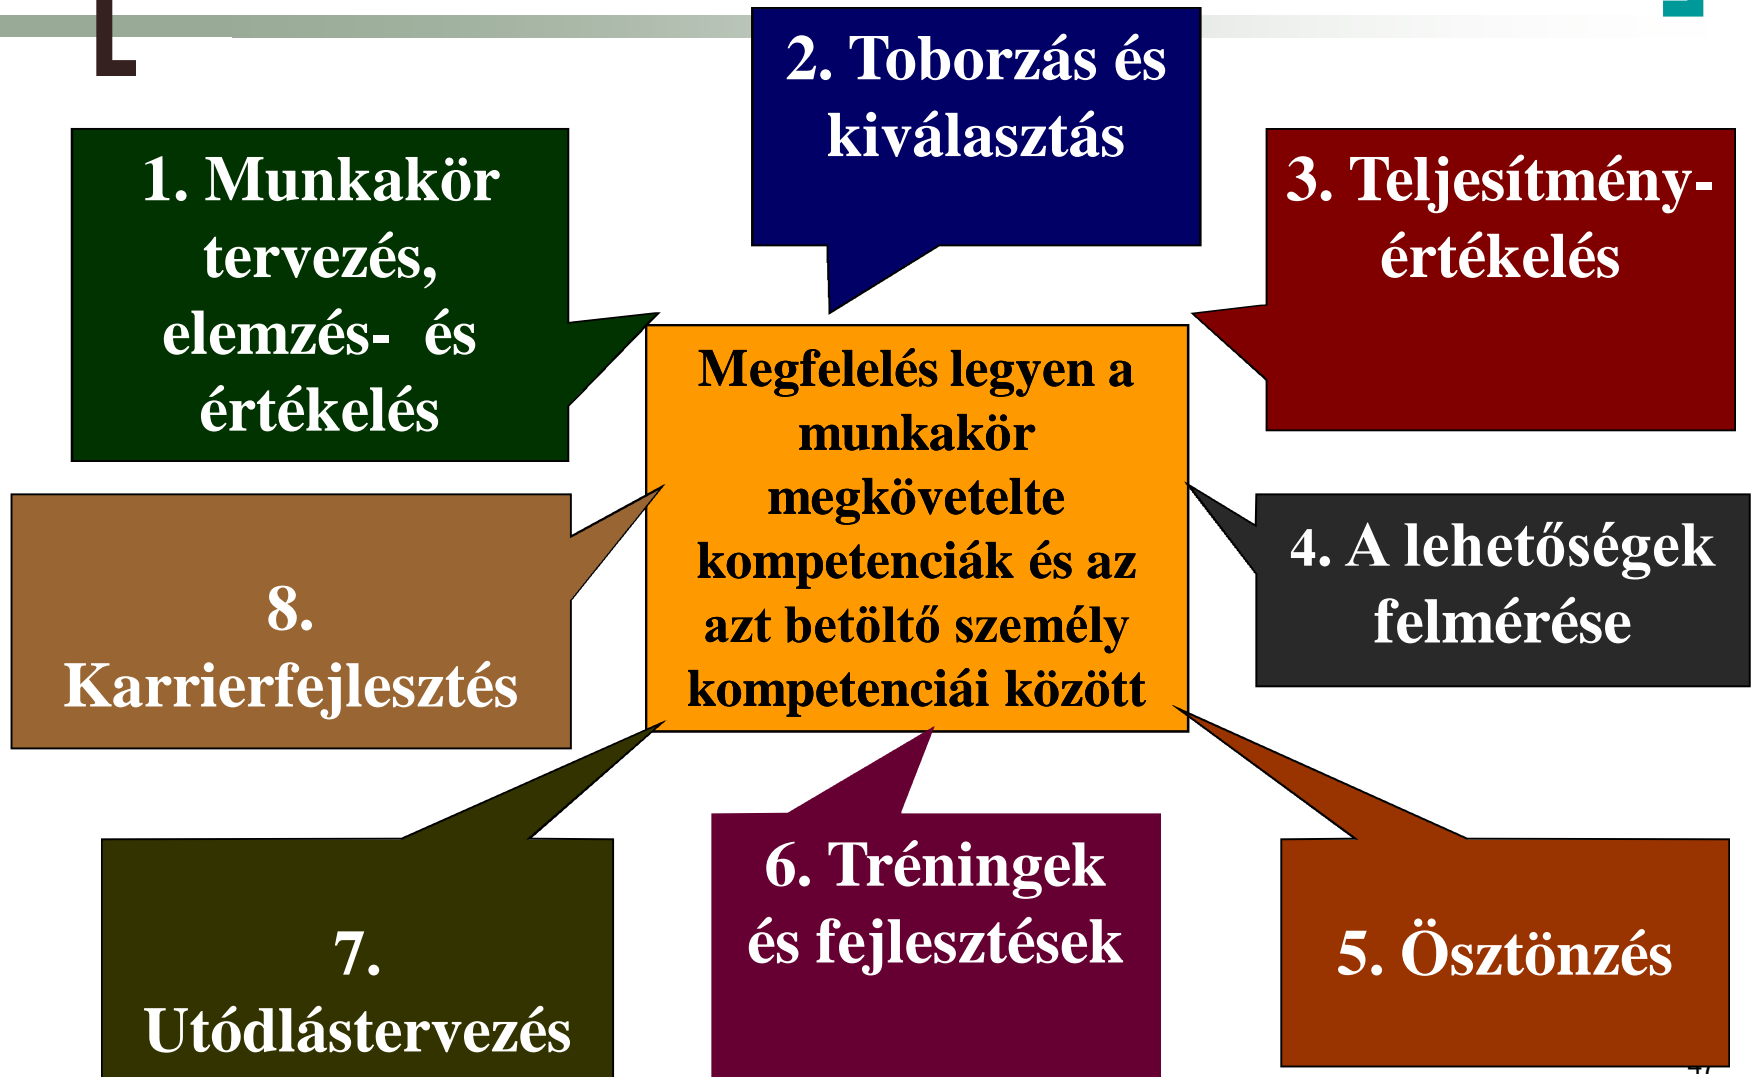 2. Toborzás és
kiválasztás
1. Munkakör
tervezés,
elemzés- és
értékelés
3. Teljesítmény-
értékelés
Megfelelés legyen a
munkakör
megkövetelte
kompetenciák és az
azt betöltő személy
kompetenciái között
4. A lehetőségek
felmérése
8.
Karrierfejlesztés
7.
Utódlástervezés
6. Tréningek
és fejlesztések
5. Ösztönzés